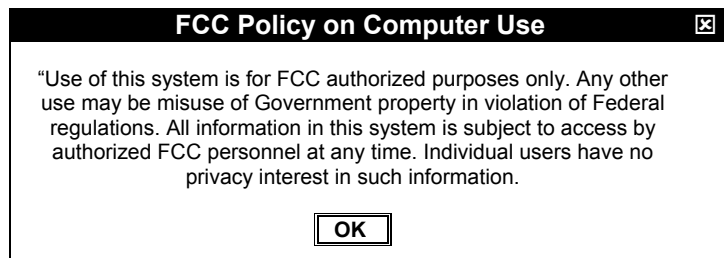 FCC Policy on Computer Use
“Use of this system is for FCC authorized purposes only. Any other
use may be misuse of Government property in violation of Federal
regulations. All information in this system is subject to access by
authorized FCC personnel at any time. Individual users have no
privacy interest in such information.
OK